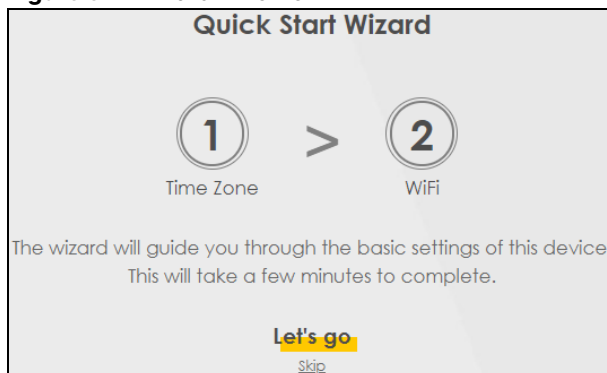 Quick Start Wizard
1 > 2
Time Zone WiFi
The wizard will guide you through the basic settings of this device
This will take a few minutes to complete.
Let's go
Skip